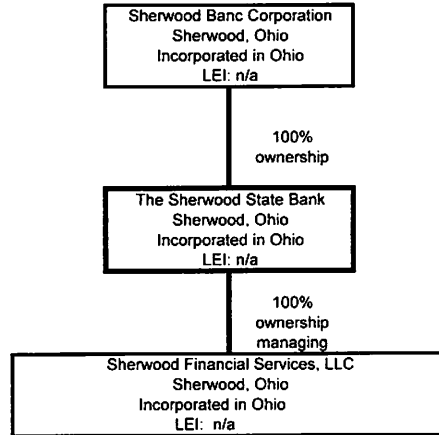 Sherwood Banc Corporation
Sherwood, Ohio
Incorporated in Ohio
LEI: n/a
100%
ownership
The Sherwood State Bank
Sherwood, Ohio
Incorporated in Ohio
LEI: n/a
100%
ownership
managing
Sherwood Financial Services, LLC
Sherwood, Ohio
Incorporated in Ohio
LEI: n/a